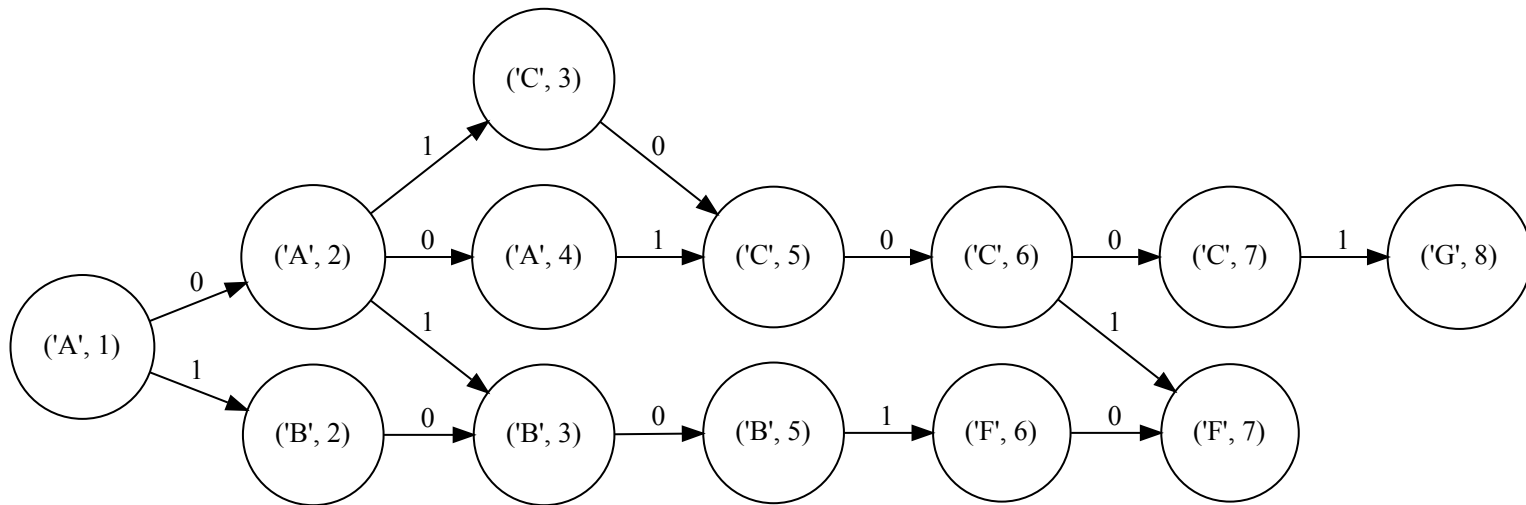 ('C', 3)
1
0
('A', 2)
0
('A', 4)
1
('C', 5)
0
('C', 6)
0
('C', 7)
1
('G', 8)
0
('A', 1)
1
1
1
('B', 2)
0
('B', 3)
0
('B', 5)
1
('F', 6)
0
('F', 7)